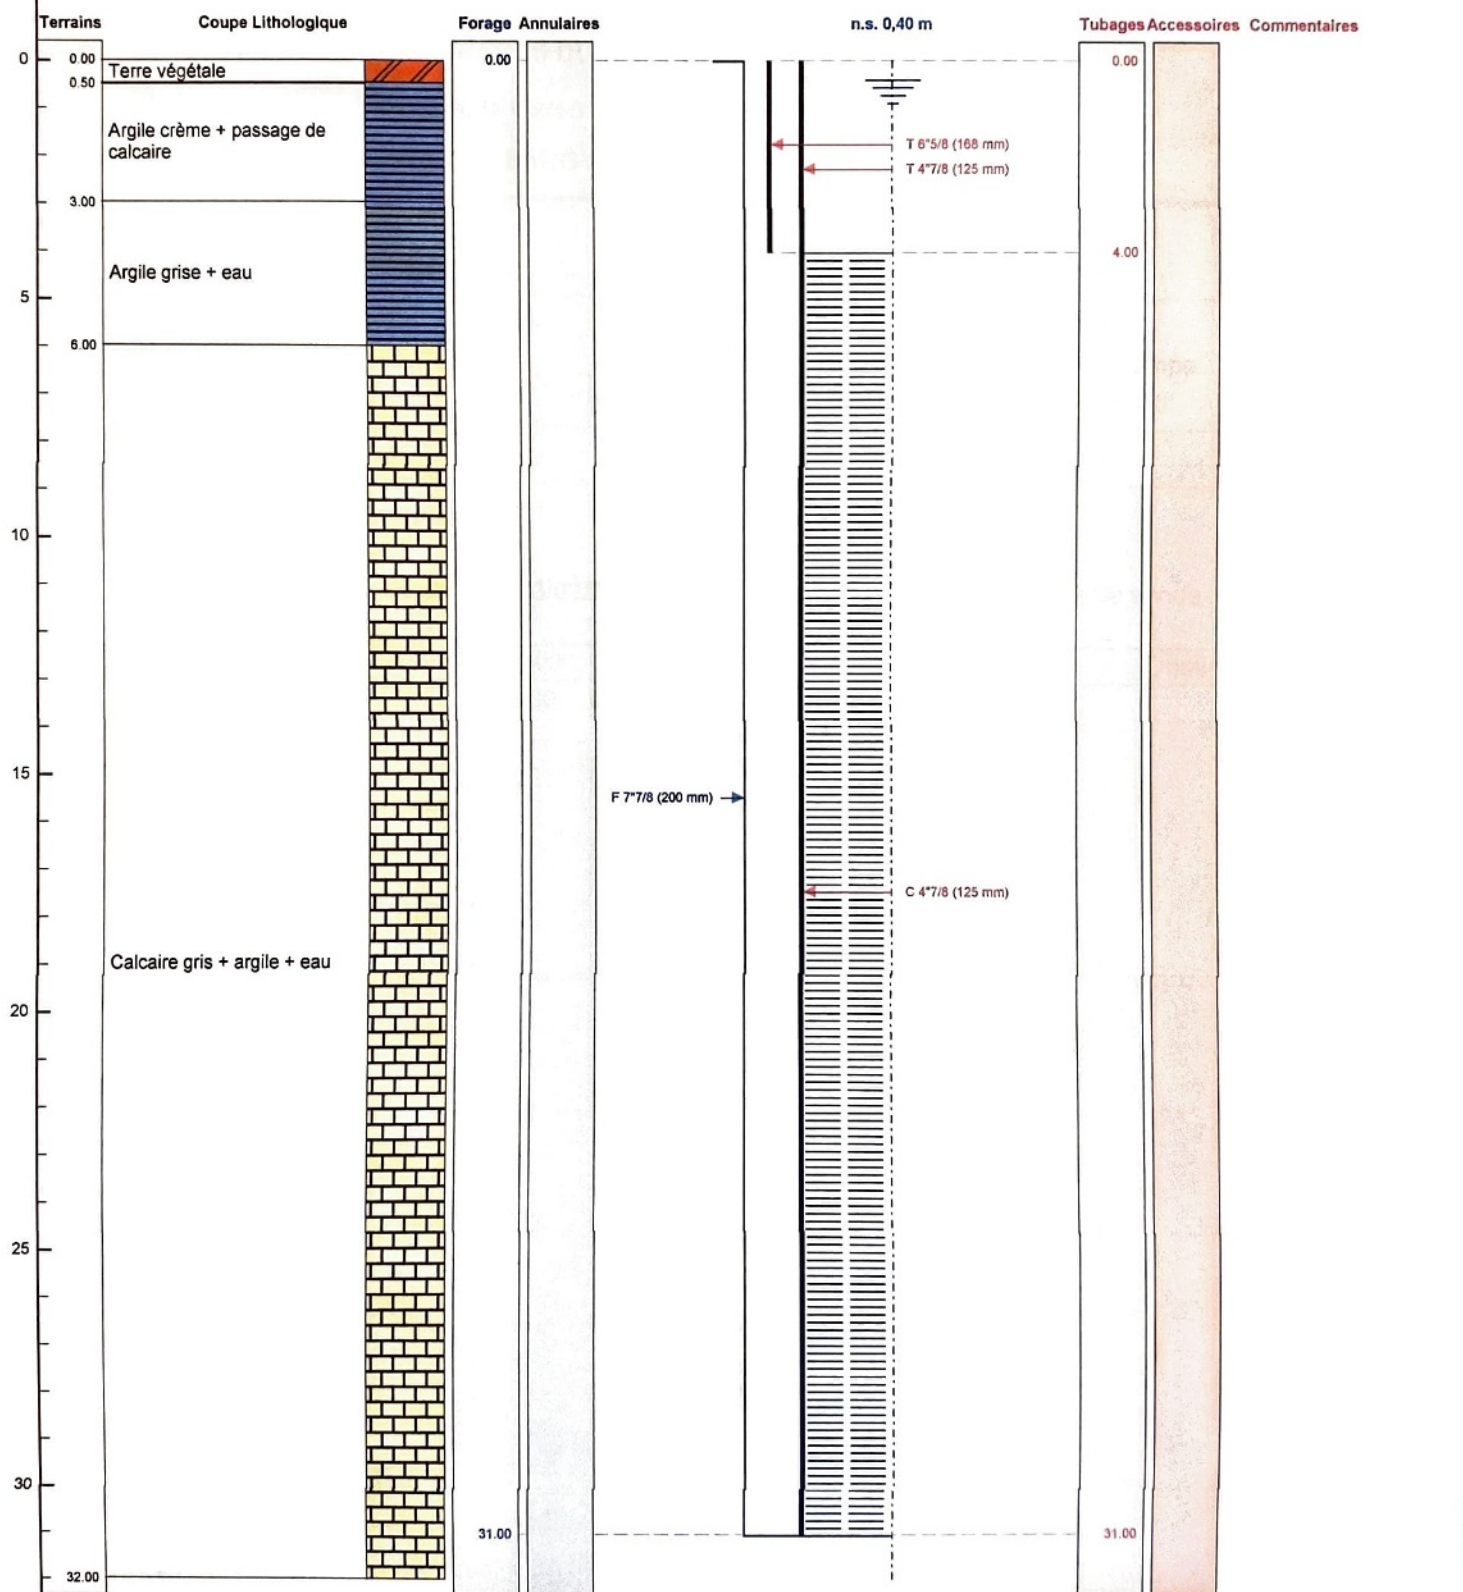 Terrains Coupe Lithologique Forage Annulaires n.s. 0,40 m Tubages Accessoires Commentaires
0 0.00 0.00 0.00
Terre végétale
0.50
Argile crème + passage de
calcaire
T 6"5/8 (168 mm)
T 4"7/8 (125 mm)
3.00
4.00
Argile grise + eau
5
6.00
10
15
F 7"7/8 (200 mm)
C 4"7/8 (125 mm)
Calcaire gris + argile + eau
20
25
30
31.00 31.00
32.00